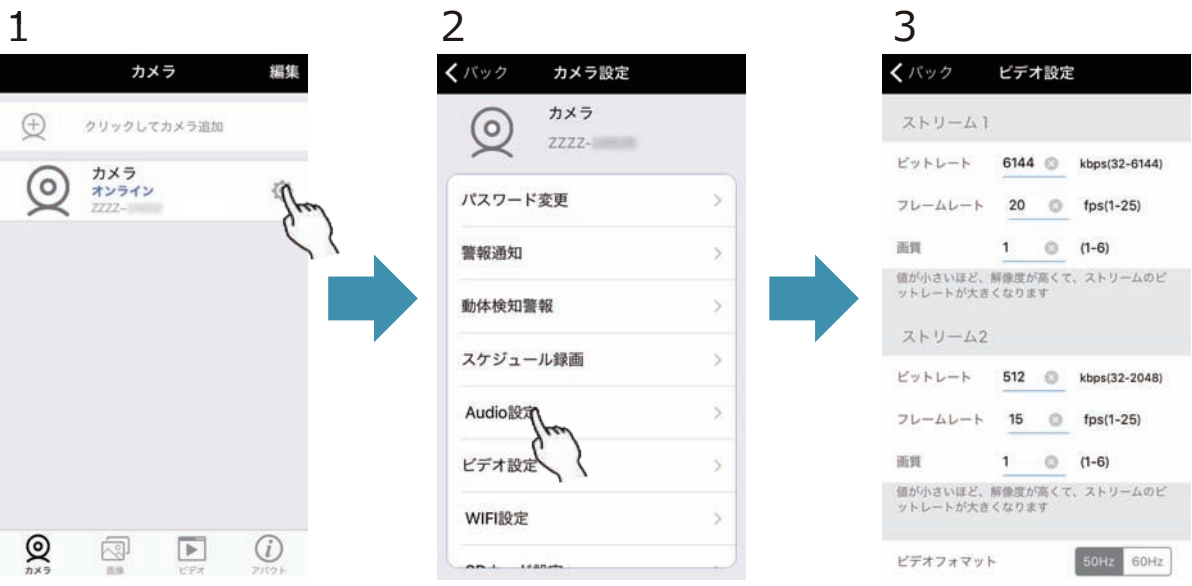 1
カメラ
編集
クリックしてカメラ追加
カメラ
オンライン
ZZZZ-
カメラ
画像
ビデオ
アバウト
2
バック
カメラ設定
カメラ
ZZZZ-
パスワード変更
警報通知
動体検知警報
スケジュール録画
Audio設定
ビデオ設定
WIFI設定
3
バック
ビデオ設定
ストリーム1
ビットレート 6144 kbps(32-6144)
フレームレート 20 fps(1-25)
画質 1 (1-6)
値が小さいほど、解像度が高くて、ストリームのビ
ットレートが大きくなります
ストリーム2
ビットレート 512 kbps(32-2048)
フレームレート 15 fps(1-25)
画質 1 (1-6)
値が小さいほど、解像度が高くて、ストリームのビ
ットレートが大きくなります
ビデオフォマット 50Hz 60Hz